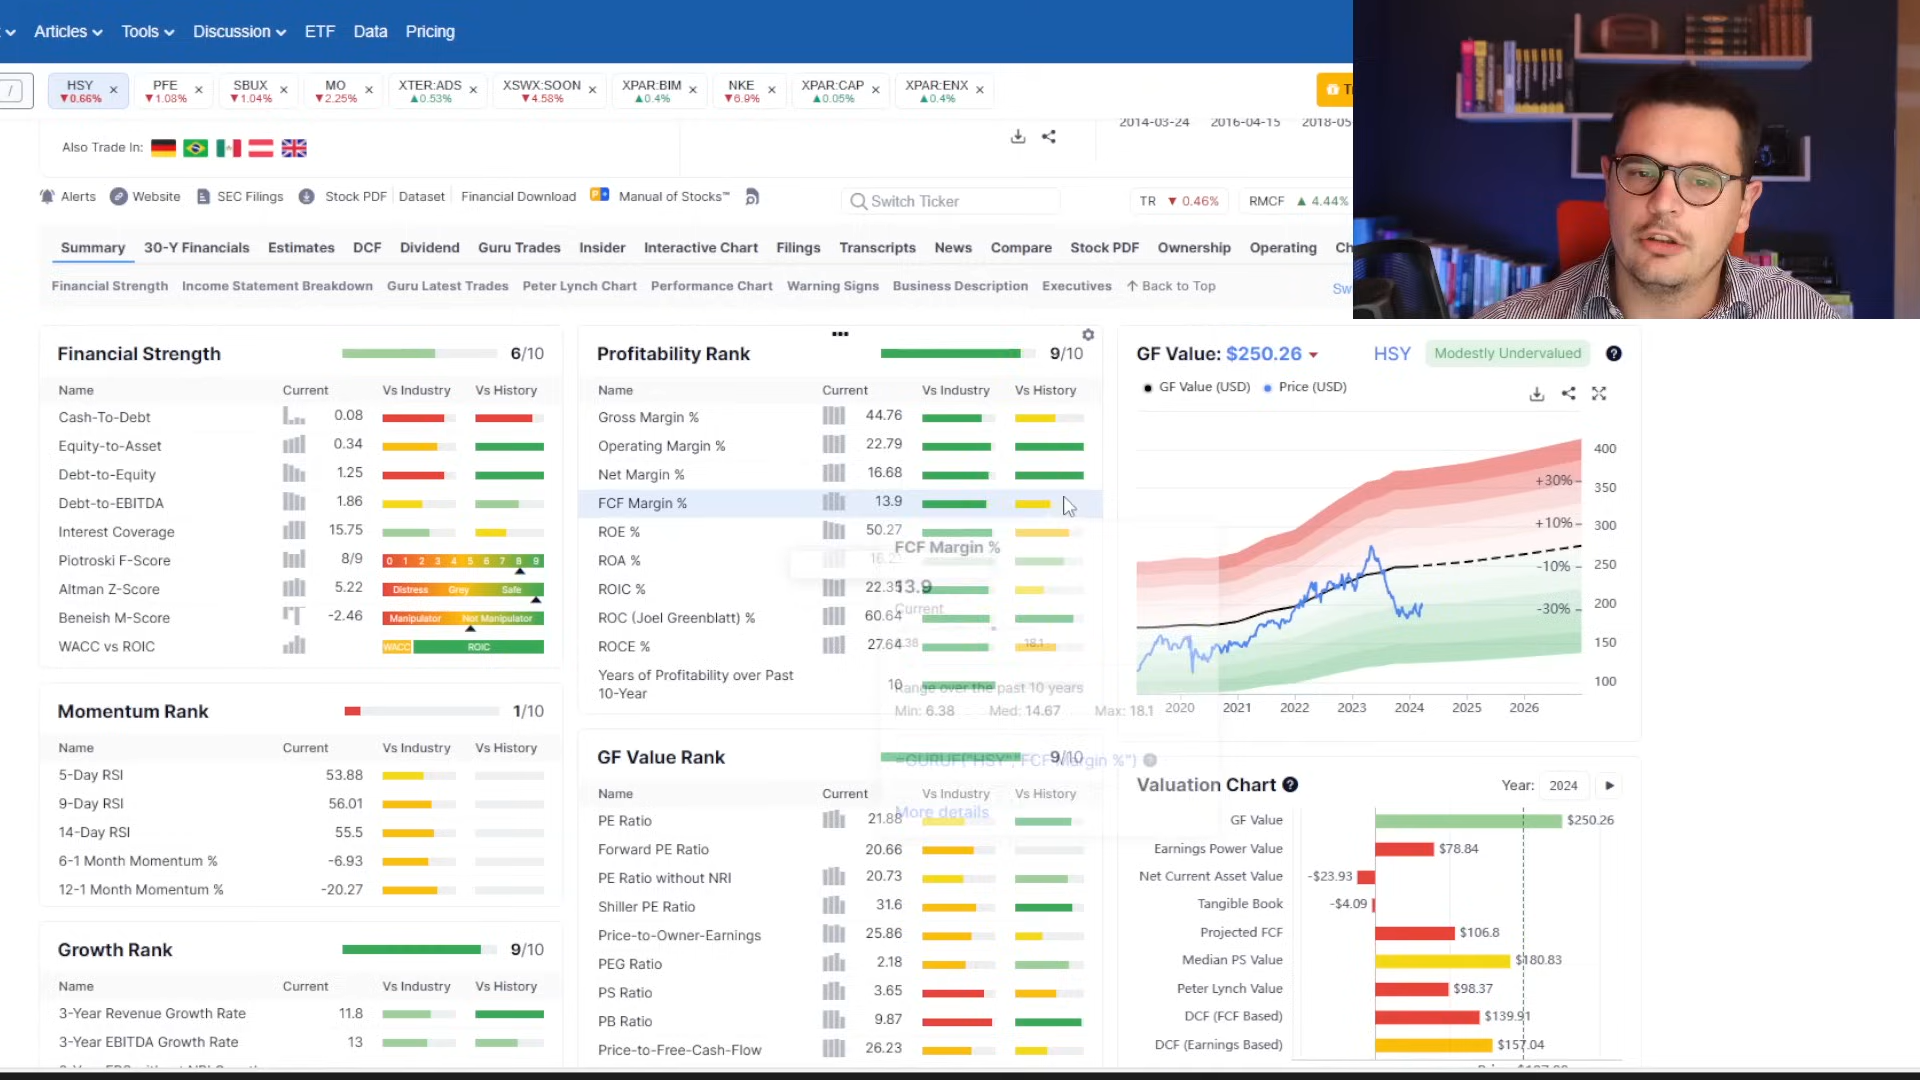 Articles Tools Discussion ETF Data Pricing
/ HSY × PFE × SBUX × MO × XTER:ADS × XSWX:SOON × XPAR:BIM × NKE × XPAR:CAP × XPAR:ENX ×
▼0.66% ▼1.08% ▼1.04% ▼2.25% ▲0.53% ▼4.58% ▲0.4% ▼6.9% ▲0.05% ▲0.4%
Also Trade In:
2014-03-24 2016-04-15 2018-05
Alerts Website SEC Filings Stock PDF Dataset Financial Download Manual of Stocks™ Switch Ticker TR ▼ 0.46% RMCF ▲ 4.44%
Summary 30-Y Financials Estimates DCF Dividend Guru Trades Insider Interactive Chart Filings Transcripts News Compare Stock PDF Ownership Operating Ch
Financial Strength Income Statement Breakdown Guru Latest Trades Peter Lynch Chart Performance Chart Warning Signs Business Description Executives ↑ Back to Top Sw
Financial Strength 6/10
Name Current Vs Industry Vs History
Cash-To-Debt 0.08
Equity-to-Asset 0.34
Debt-to-Equity 1.25
Debt-to-EBITDA 1.86
Interest Coverage 15.75
Piotroski F-Score 8/9 0 1 2 3 4 5 6 7 8 9
Altman Z-Score 5.22 Distress Grey Safe
Beneish M-Score -2.46 Manipulator Not Manipulator
WACC vs ROIC WACC ROIC
Momentum Rank 1/10
Name Current Vs Industry Vs History
5-Day RSI 53.88
9-Day RSI 56.01
14-Day RSI 55.5
6-1 Month Momentum % -6.93
12-1 Month Momentum % -20.27
Growth Rank 9/10
Name Current Vs Industry Vs History
3-Year Revenue Growth Rate 11.8
3-Year EBITDA Growth Rate 13
Profitability Rank 9/10
Name Current Vs Industry Vs History
Gross Margin % 44.76
Operating Margin % 22.79
Net Margin % 16.68
FCF Margin % 13.9
ROE % 50.27
ROA %
ROIC %
ROC (Joel Greenblatt) % 60.64
ROCE % 27.64
Years of Profitability over Past
10-Year 10
FCF Margin %
13.9
Current
18.1
Range over the past 10 years
Min: 6.38 Med: 14.67 Max: 18.1
=GURUF("HSY", "FCF Margin %")
More details
GF Value Rank 9/10
Name Current Vs Industry Vs History
PE Ratio 21.88
Forward PE Ratio 20.66
PE Ratio without NRI 20.73
Shiller PE Ratio 31.6
Price-to-Owner-Earnings 25.86
PEG Ratio 2.18
PS Ratio 3.65
PB Ratio 9.87
Price-to-Free-Cash-Flow 26.23
GF Value: $250.26 HSY Modestly Undervalued
GF Value (USD) Price (USD)
400
+30% 350
+10% 300
-10% 250
-30% 200
150
100
2020 2021 2022 2023 2024 2025 2026
Valuation Chart Year: 2024
GF Value $250.26
Earnings Power Value $78.84
Net Current Asset Value -$23.93
Tangible Book -$4.09
Projected FCF $106.8
Median PS Value $180.83
Peter Lynch Value $98.37
DCF (FCF Based) $139.91
DCF (Earnings Based) $157.04